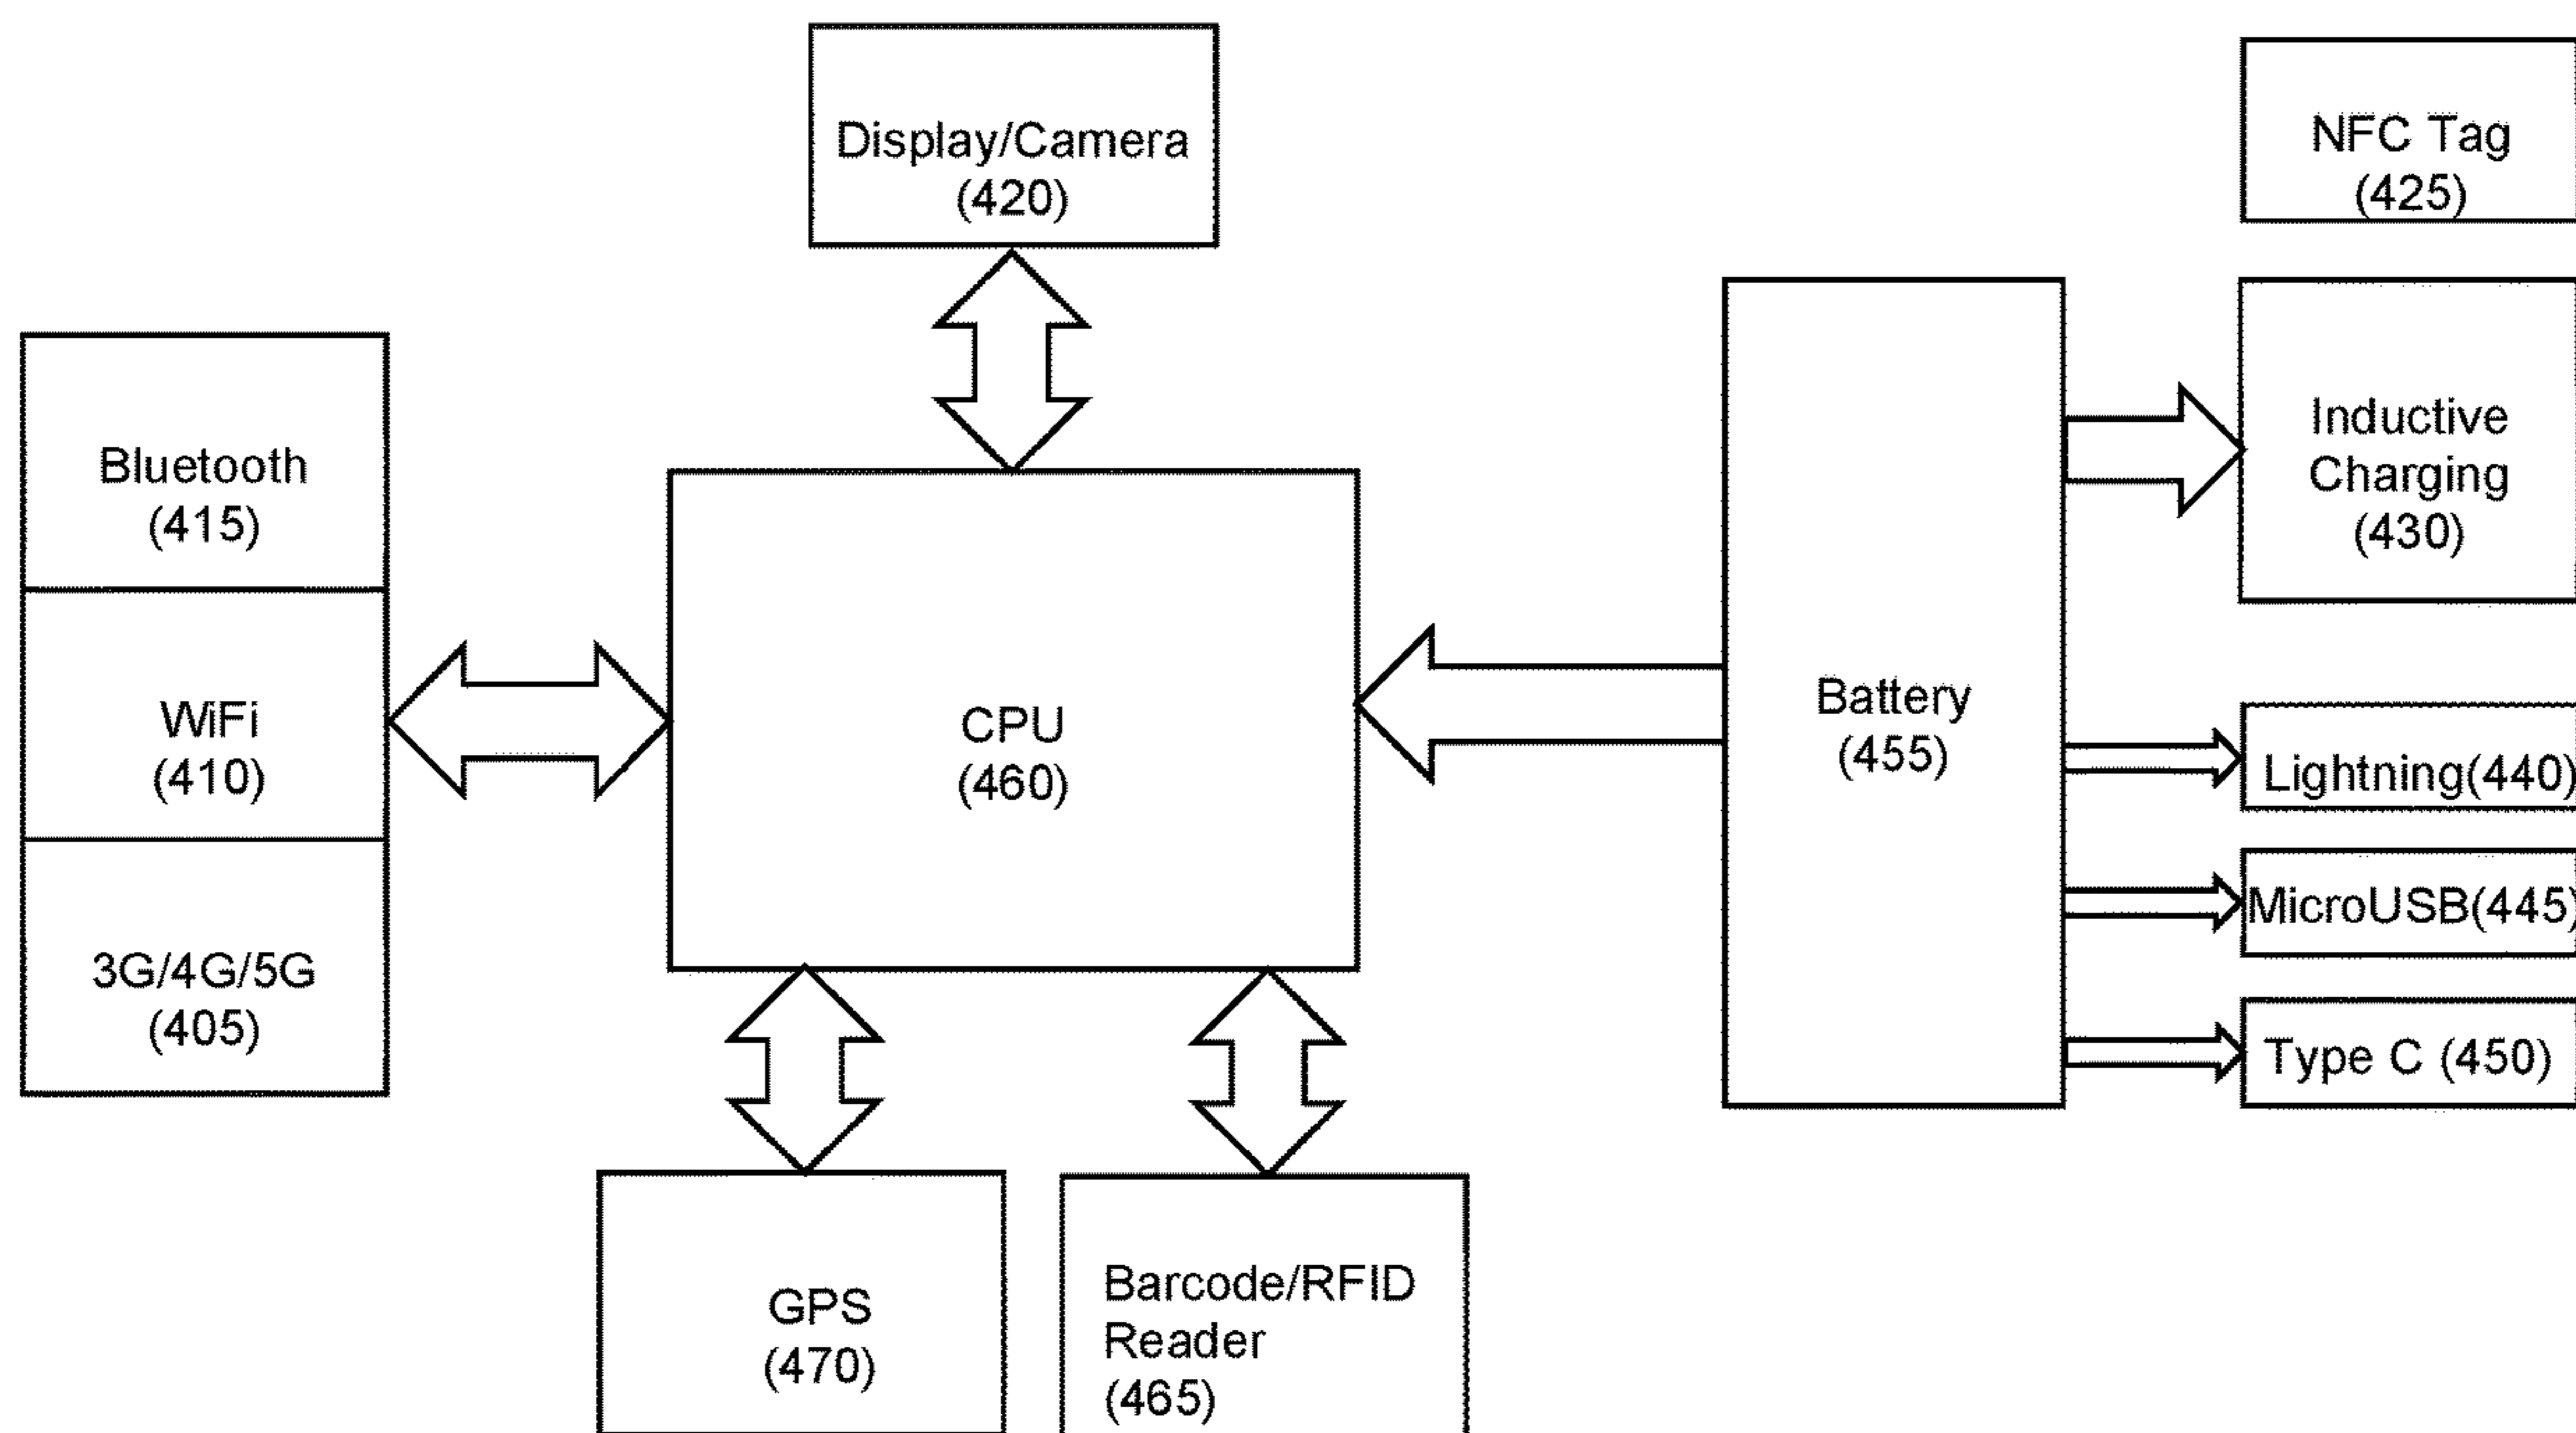 Display/Camera
(420)
NFC Tag
(425)
Bluetooth
(415)
WiFi
(410)
3G/4G/5G
(405)
CPU
(460)
Battery
(455)
Inductive
Charging
(430)
Lightning(440)
MicroUSB(445)
Type C (450)
GPS
(470)
Barcode/RFID
Reader
(465)